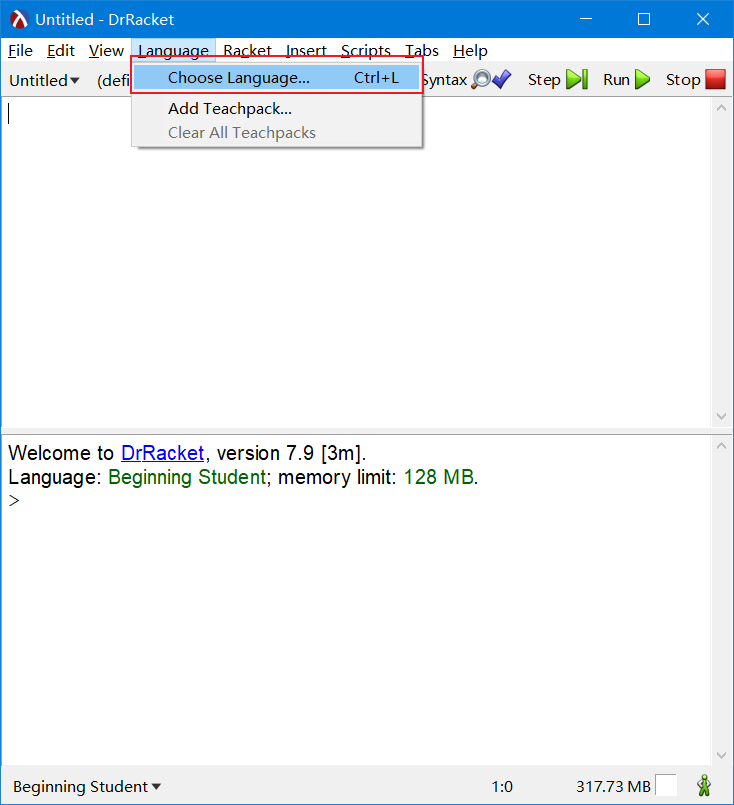 Untitled - DrRacket
File Edit View Language Racket Insert Scripts Tabs Help
Untitled▾ (defi Syntax Step Run Stop
Choose Language... Ctrl+L
Add Teachpack...
Clear All Teachpacks
Welcome to DrRacket, version 7.9 [3m].
Language: Beginning Student; memory limit: 128 MB.
>
Beginning Student▾ 1:0 317.73 MB